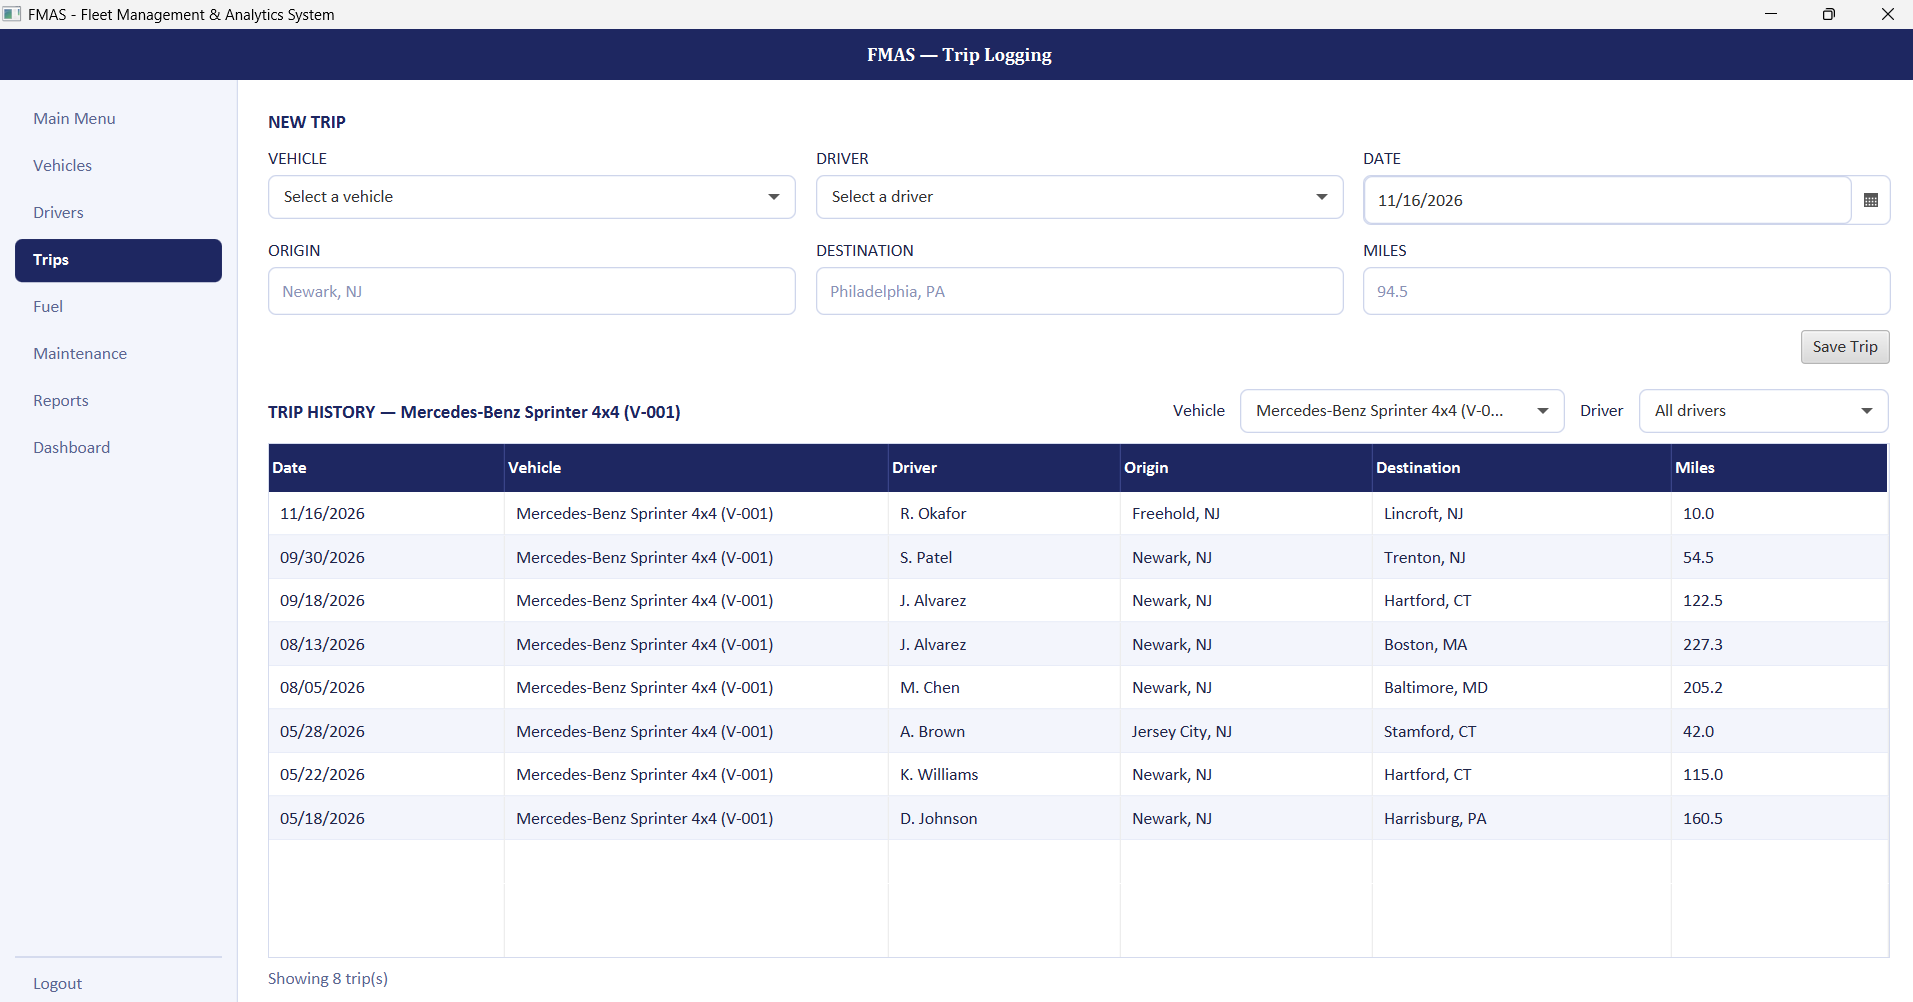 FMAS - Fleet Management & Analytics System
FMAS — Trip Logging
Main Menu
Vehicles
Drivers
Trips
Fuel
Maintenance
Reports
Dashboard
Logout
NEW TRIP
VEHICLE DRIVER DATE
Select a vehicle Select a driver 11/16/2026
ORIGIN DESTINATION MILES
Newark, NJ Philadelphia, PA 94.5
Save Trip
TRIP HISTORY — Mercedes-Benz Sprinter 4x4 (V-001) Vehicle Mercedes-Benz Sprinter 4x4 (V-0... Driver All drivers
Date Vehicle Driver Origin Destination Miles
11/16/2026 Mercedes-Benz Sprinter 4x4 (V-001) R. Okafor Freehold, NJ Lincroft, NJ 10.0
09/30/2026 Mercedes-Benz Sprinter 4x4 (V-001) S. Patel Newark, NJ Trenton, NJ 54.5
09/18/2026 Mercedes-Benz Sprinter 4x4 (V-001) J. Alvarez Newark, NJ Hartford, CT 122.5
08/13/2026 Mercedes-Benz Sprinter 4x4 (V-001) J. Alvarez Newark, NJ Boston, MA 227.3
08/05/2026 Mercedes-Benz Sprinter 4x4 (V-001) M. Chen Newark, NJ Baltimore, MD 205.2
05/28/2026 Mercedes-Benz Sprinter 4x4 (V-001) A. Brown Jersey City, NJ Stamford, CT 42.0
05/22/2026 Mercedes-Benz Sprinter 4x4 (V-001) K. Williams Newark, NJ Hartford, CT 115.0
05/18/2026 Mercedes-Benz Sprinter 4x4 (V-001) D. Johnson Newark, NJ Harrisburg, PA 160.5
Showing 8 trip(s)